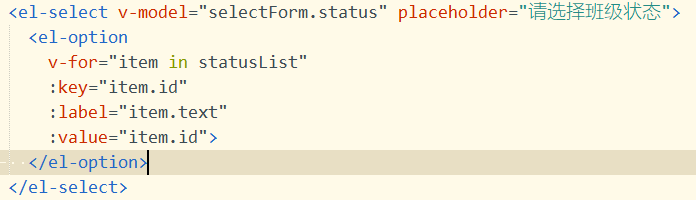 <el-select v-model="selectForm.status" placeholder="请选择班级状态">
<el-option
v-for="item in statusList"
:key="item.id"
:label="item.text"
:value="item.id">
</el-option>
</el-select>